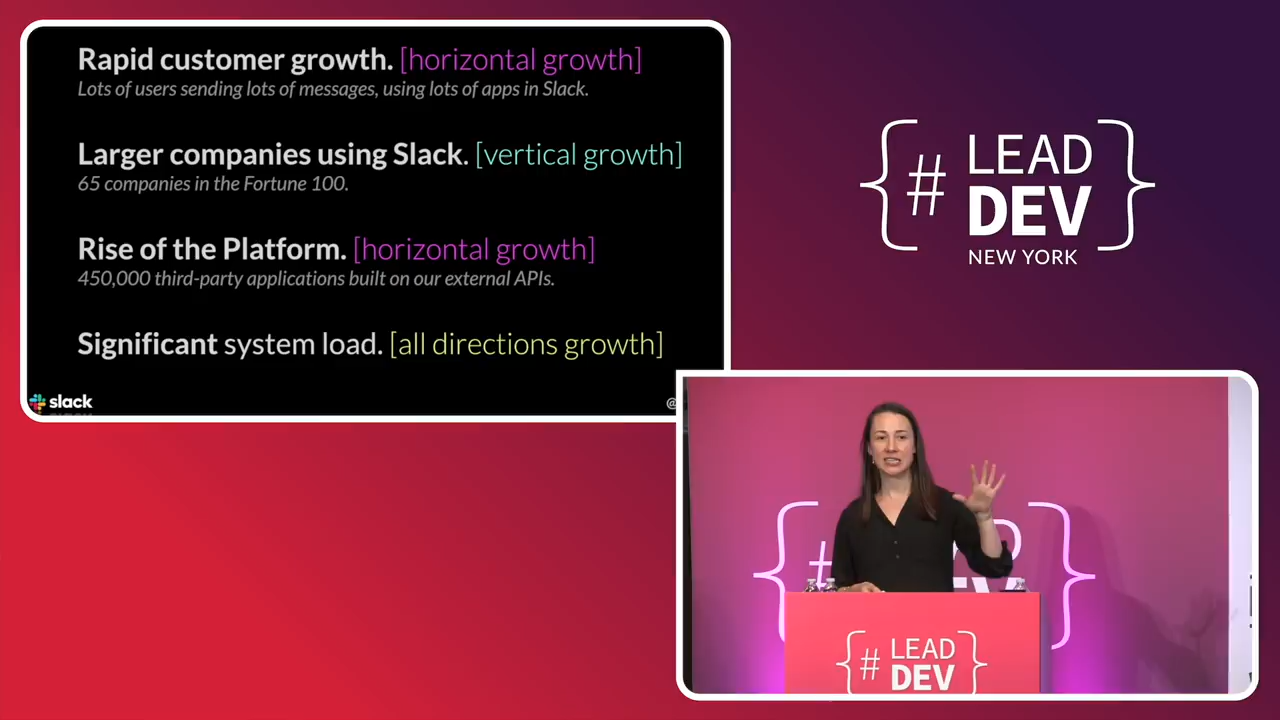 Rapid customer growth. [horizontal growth]
Lots of users sending lots of messages, using lots of apps in Slack.
Larger companies using Slack. [vertical growth]
65 companies in the Fortune 100.
Rise of the Platform. [horizontal growth]
450,000 third-party applications built on our external APIs.
Significant system load. [all directions growth]
slack
@
{# LEAD
DEV}
NEW YORK
{# LEAD
DEV}